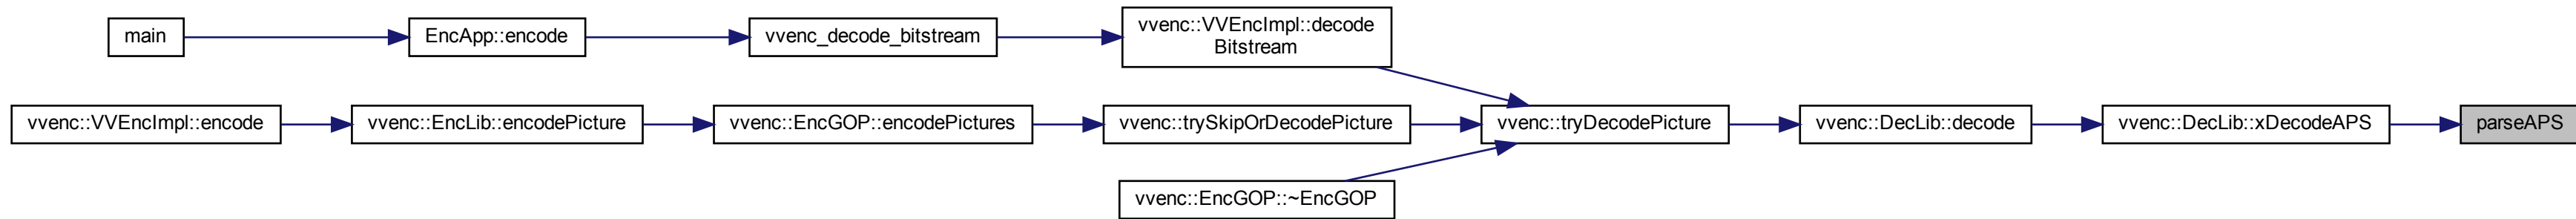 main
EncApp::encode
vvenc_decode_bitstream
vvenc::VVEncImpl::decode
Bitstream
vvenc::VVEncImpl::encode
vvenc::EncLib::encodePicture
vvenc::EncGOP::encodePictures
vvenc::trySkipOrDecodePicture
vvenc::tryDecodePicture
vvenc::DecLib::decode
vvenc::DecLib::xDecodeAPS
parseAPS
vvenc::EncGOP::~EncGOP